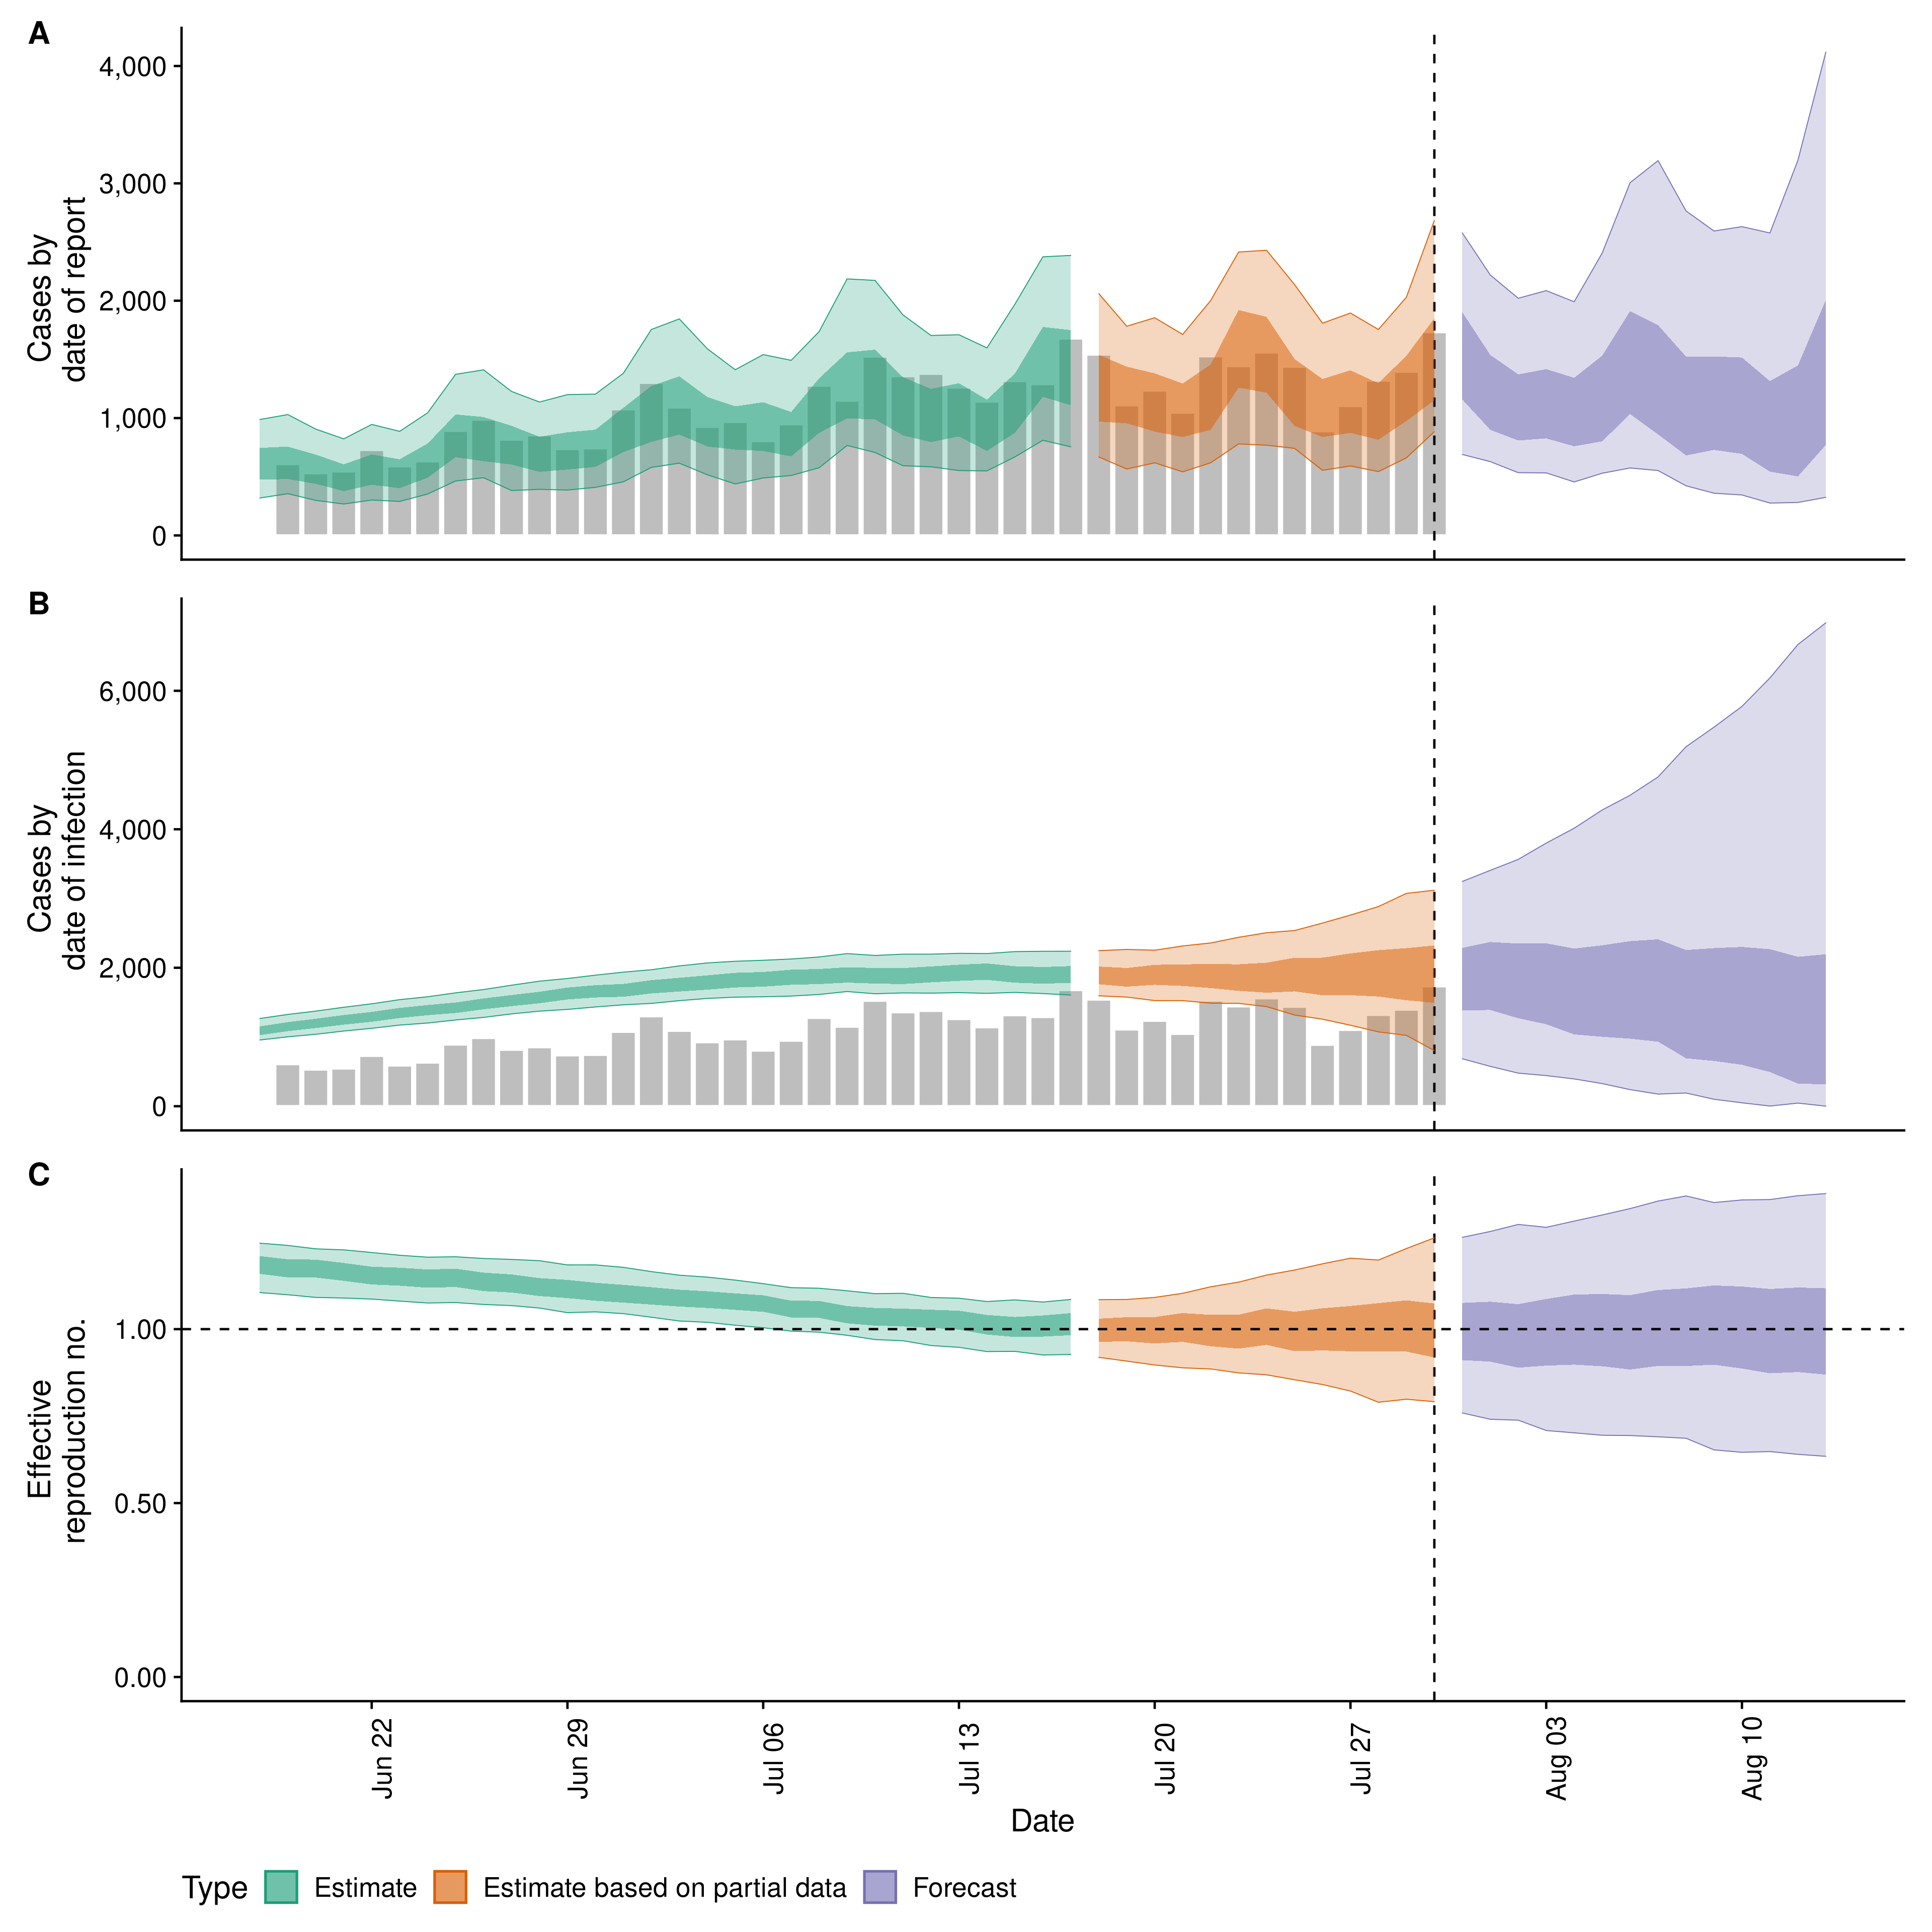 A
Cases by
date of report
4,000
3,000
2,000
1,000
0
B
Cases by
date of infection
6,000
4,000
2,000
0
C
Effective
reproduction no.
1.00
0.50
0.00
Jun 22
Jun 29
Jul 06
Jul 13
Jul 20
Jul 27
Aug 03
Aug 10
Date
Type Estimate Estimate based on partial data Forecast